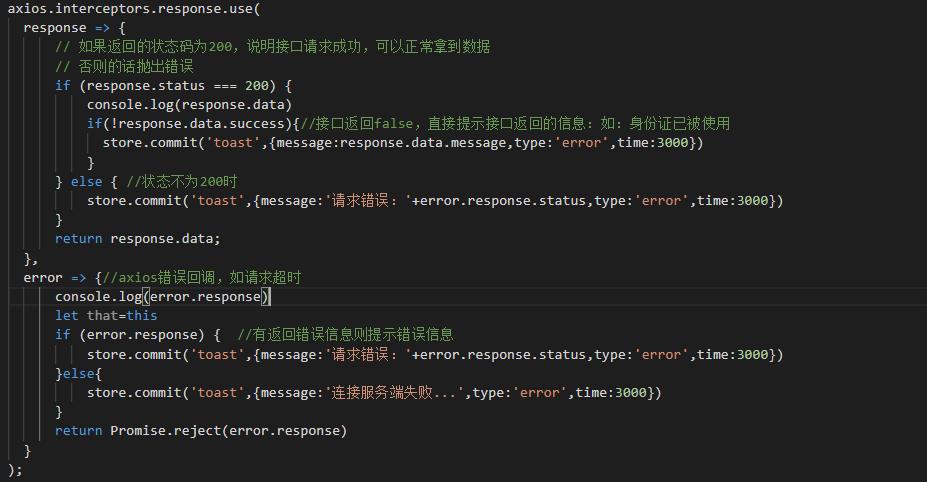 axios.interceptors.response.use(
  response => {
      // 如果返回的状态码为200，说明接口请求成功，可以正常拿到数据
      // 否则的话抛出错误
      if (response.status === 200) {
          console.log(response.data)
          if(!response.data.success){//接口返回false，直接提示接口返回的信息：如：身份证已被使用
            store.commit('toast',{message:response.data.message,type:'error',time:3000})
          }
      } else { //状态不为200时
          store.commit('toast',{message:'请求错误：'+error.response.status,type:'error',time:3000})
      }
      return response.data;
  },
  error => {//axios错误回调，如请求超时
      console.log(error.response)
      let that=this
      if (error.response) {  //有返回错误信息则提示错误信息
          store.commit('toast',{message:'请求错误：'+error.response.status,type:'error',time:3000})
      }else{
          store.commit('toast',{message:'连接服务端失败...',type:'error',time:3000})
      }
      return Promise.reject(error.response)
  }
);